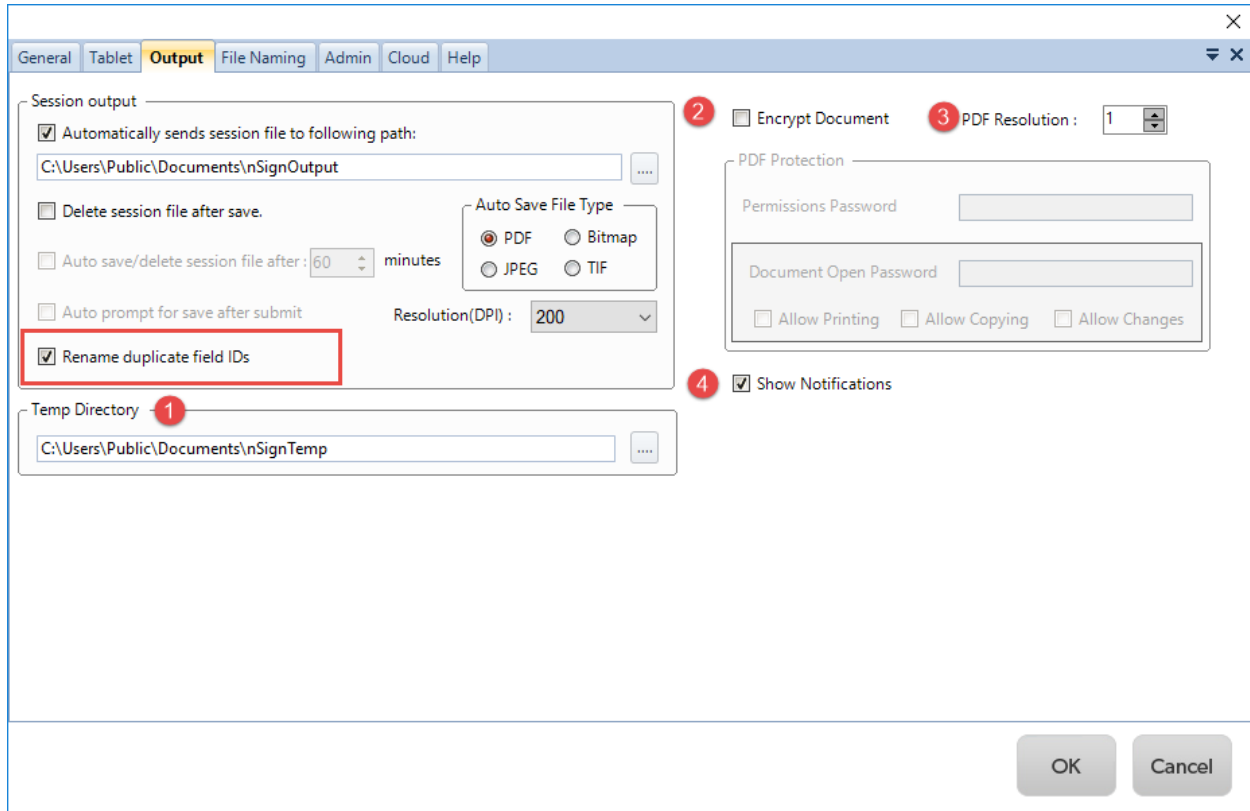 General Tablet Output File Naming Admin Cloud Help
Session output
Automatically sends session file to following path:
C:\Users\Public\Documents\nSignOutput
....
Delete session file after save.
Auto Save File Type
PDF Bitmap
JPEG TIF
Auto save/delete session file after : 60 minutes
Auto prompt for save after submit
Resolution(DPI) : 200
Rename duplicate field IDs
Temp Directory 1
C:\Users\Public\Documents\nSignTemp
....
2 Encrypt Document
3 PDF Resolution : 1
PDF Protection
Permissions Password
Document Open Password
Allow Printing Allow Copying Allow Changes
4 Show Notifications
OK Cancel